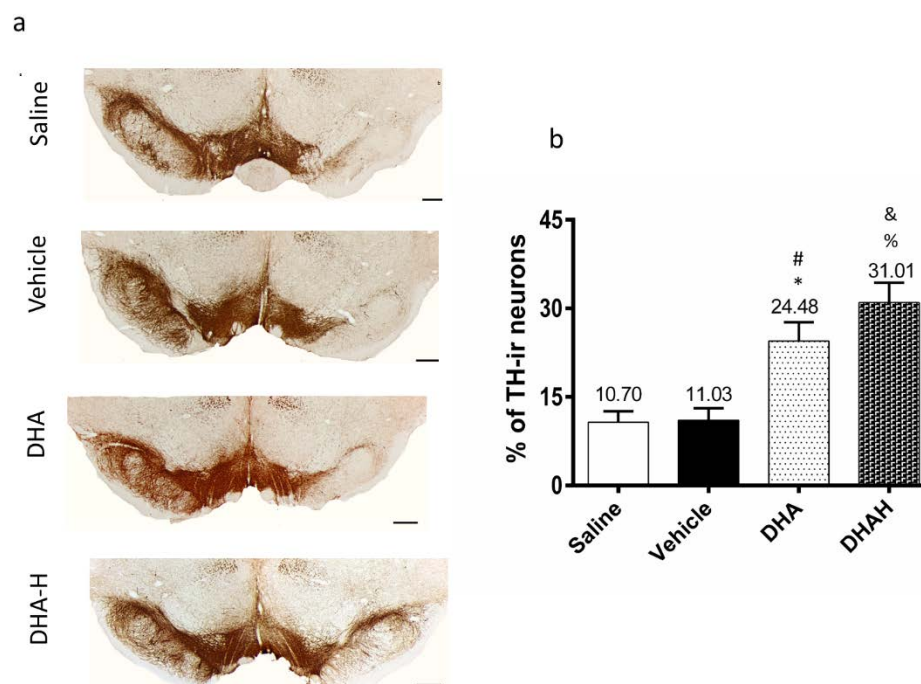 a
Saline
Vehicle
DHA
DHA-H
b
% of TH-ir neurons
45
30
15
0
10.70
11.03
#
*
24.48
&
%
31.01
Saline
Vehicle
DHA
DHAH